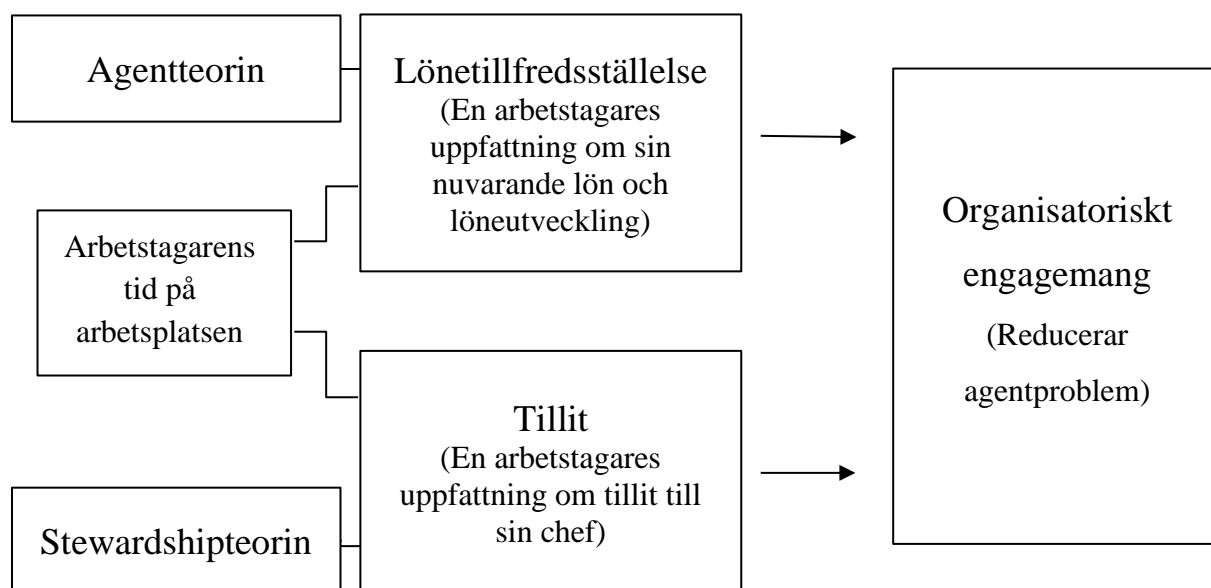 Agentteorin
Lönetillfredsställelse
(En arbetstagares
uppfattning om sin
nuvarande lön och
löneutveckling)
Arbetstagarens
tid på
arbetsplatsen
Organisatoriskt
engagemang
(Reducerar
agentproblem)
Tillit
(En arbetstagares
uppfattning om tillit till
sin chef)
Stewardshipteorin